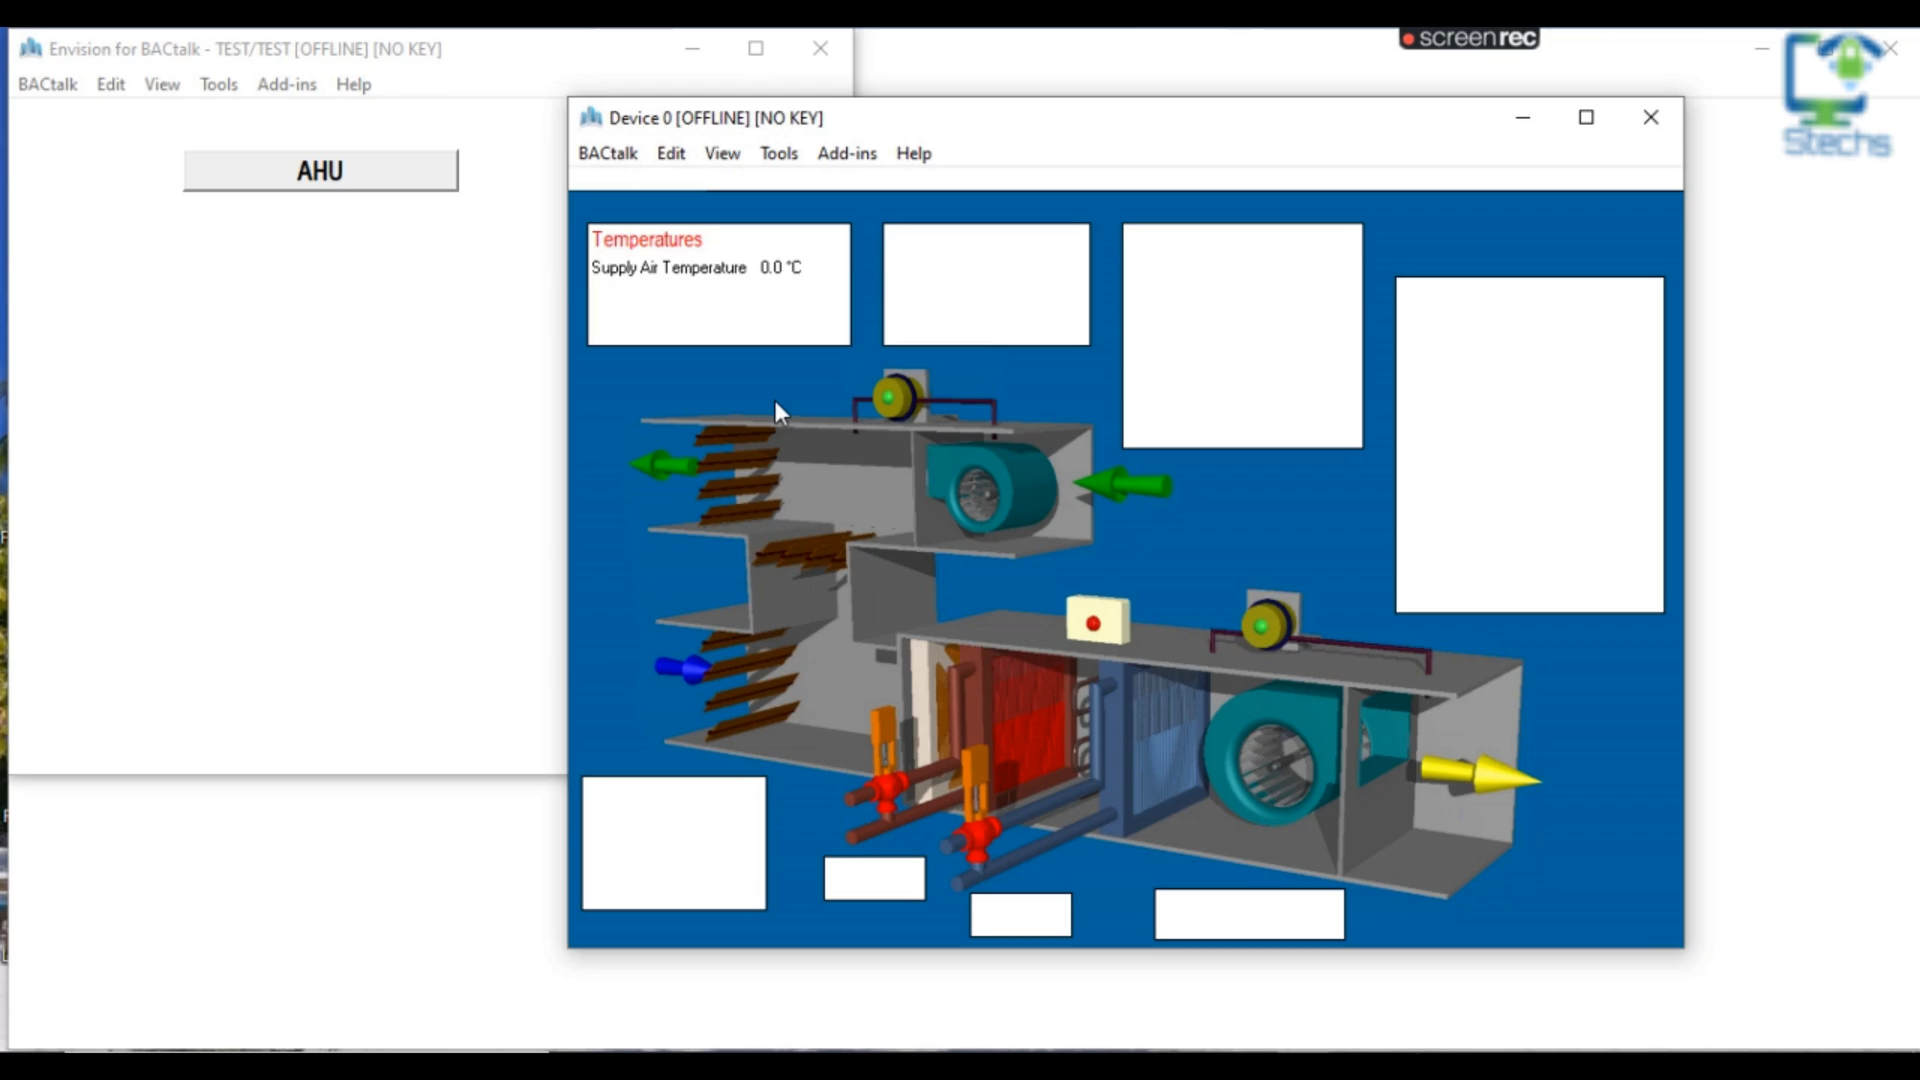 Envision for BACtalk - TEST/TEST [OFFLINE] [NO KEY]
BACtalk Edit View Tools Add-ins Help
AHU
screenrec
Stechs
Device 0 [OFFLINE] [NO KEY]
BACtalk Edit View Tools Add-ins Help
Temperatures
Supply Air Temperature 0.0 °C